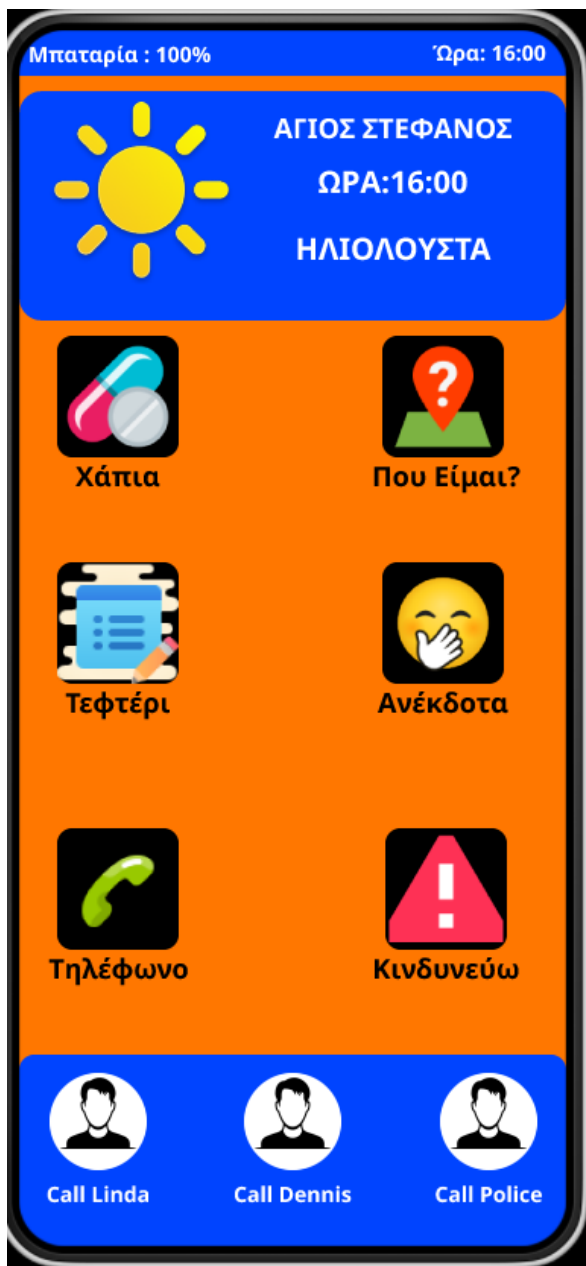 Μπαταρία : 100%
Ώρα: 16:00
ΑΓΙΟΣ ΣΤΕΦΑΝΟΣ
ΩΡΑ:16:00
ΗΛΙΟΛΟΥΣΤΑ
?
Χάπια
Που Είμαι?
Τεφτέρι
Ανέκδοτα
!
Τηλέφωνο
Κινδυνεύω
Call Linda
Call Dennis
Call Police